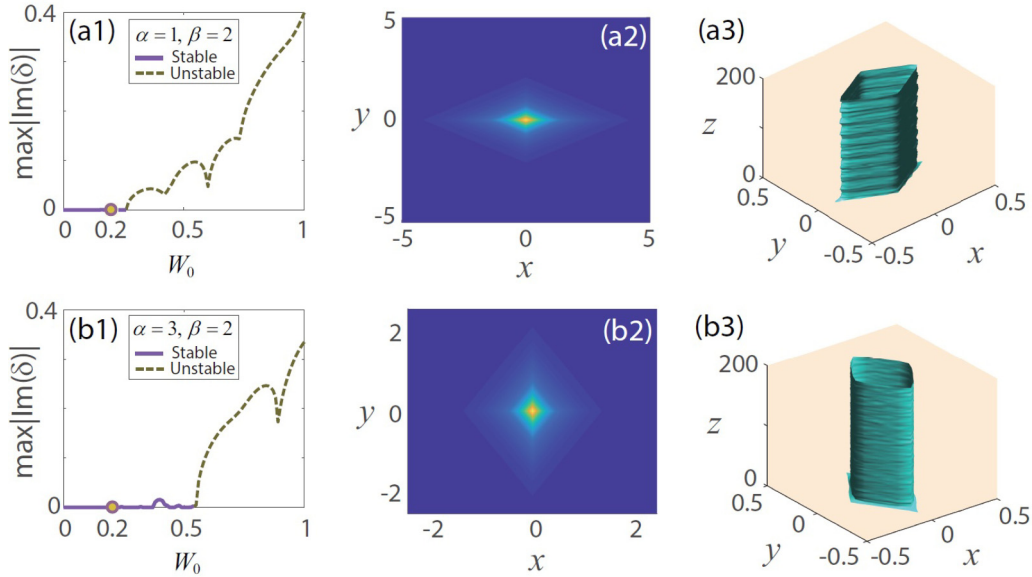 0.4
(a1)
α = 1, β = 2
Stable
Unstable
max|Im(δ)|
0
0 0.2 0.5 1
W₀
5
(a2)
y
0
-5
-5 0 5
x
(a3)
200
z
0
0.5
0
-0.5
y
-0.5
0
0.5
x
0.4
(b1)
α = 3, β = 2
Stable
Unstable
max|Im(δ)|
0
0 0.2 0.5 1
W₀
2
(b2)
y
0
-2
-2 0 2
x
(b3)
200
z
0
0.5
0
-0.5
y
-0.5
0
0.5
x